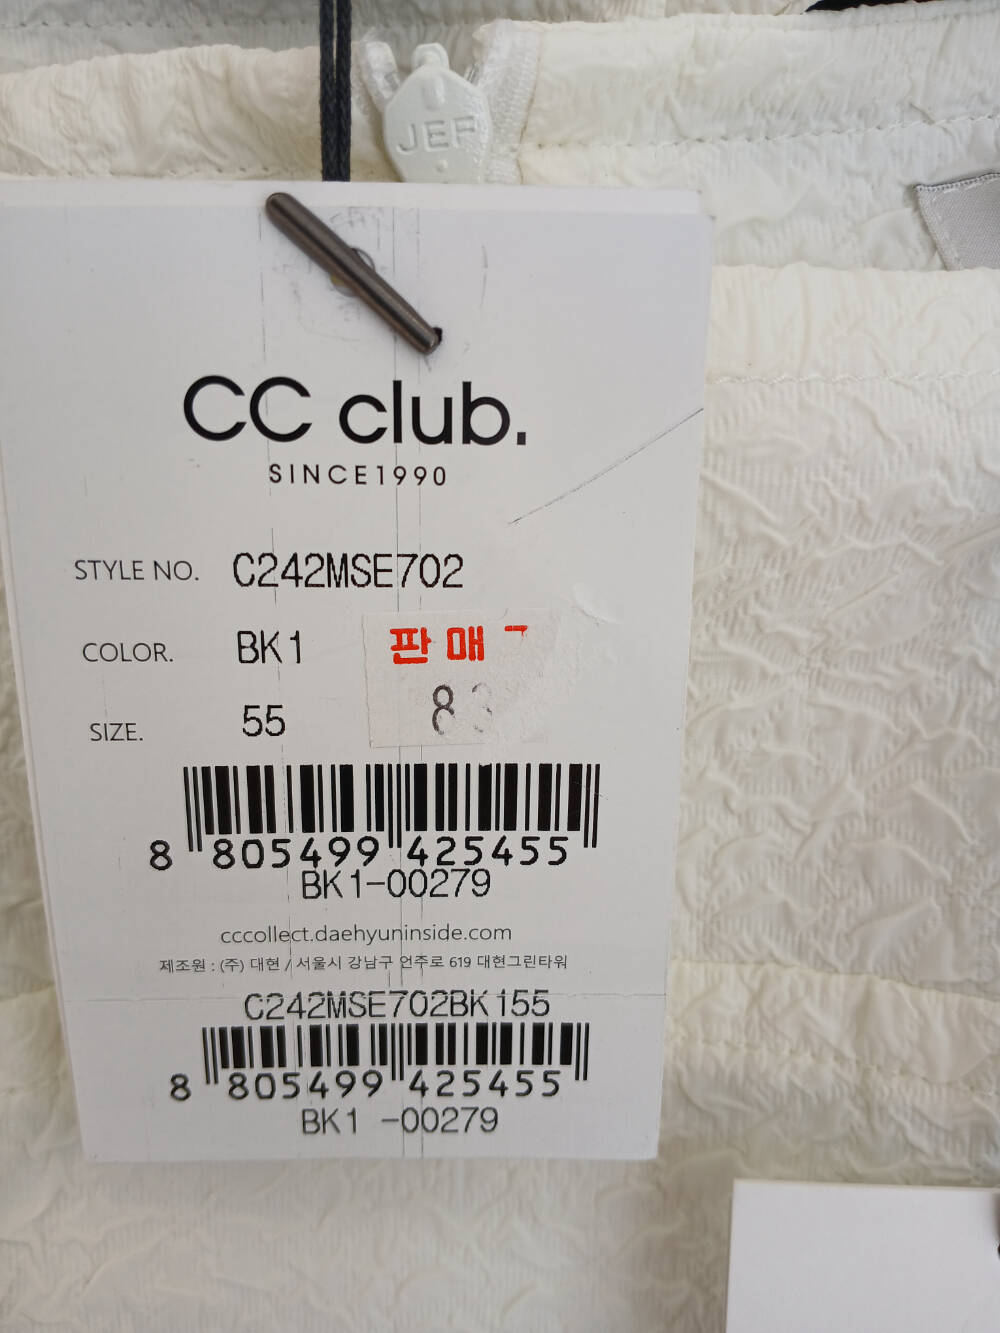 JEP
CC club.
SINCE1990
STYLE NO. C242MSE702
COLOR. BK1
판매
SIZE. 55
8 805499 425455
BK1-00279
cccollect.daehyuninside.com
제조원 : (주) 대현 / 서울시 강남구 언주로 619 대현그린타워
C242MSE702BK155
8 805499 425455
BK1 -00279